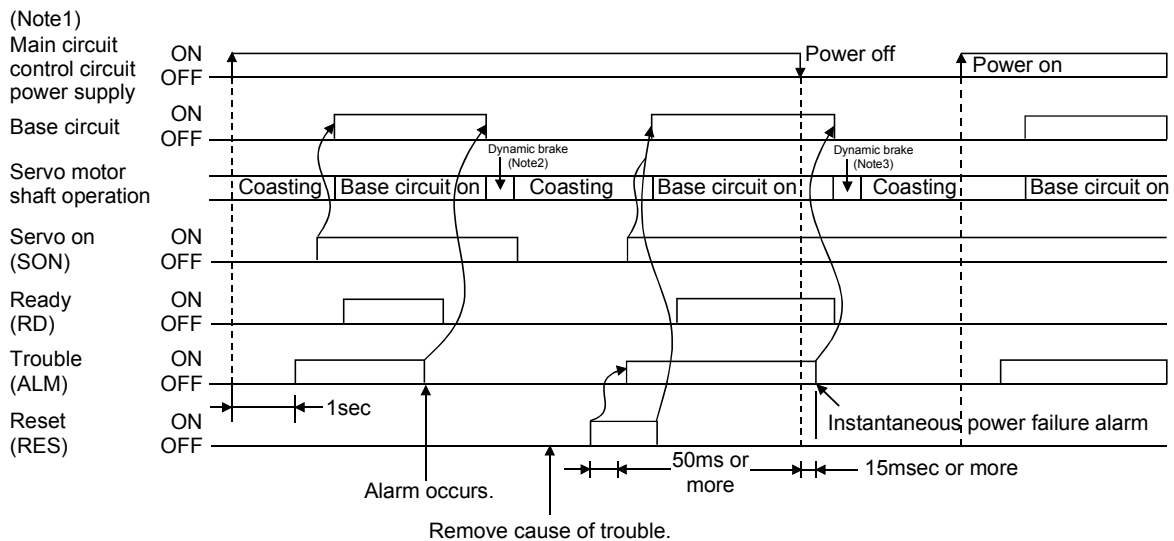 (Note1)
Main circuit
control circuit
power supply
ON
OFF
Power off
Power on
Base circuit
ON
OFF
Dynamic brake
(Note2)
Dynamic brake
(Note3)
Servo motor
shaft operation
Coasting
Base circuit on
Coasting
Base circuit on
Coasting
Base circuit on
Servo on
(SON)
ON
OFF
Ready
(RD)
ON
OFF
Trouble
(ALM)
ON
OFF
1sec
Instantaneous power failure alarm
Reset
(RES)
ON
OFF
50ms or
more
15msec or more
Alarm occurs.
Remove cause of trouble.